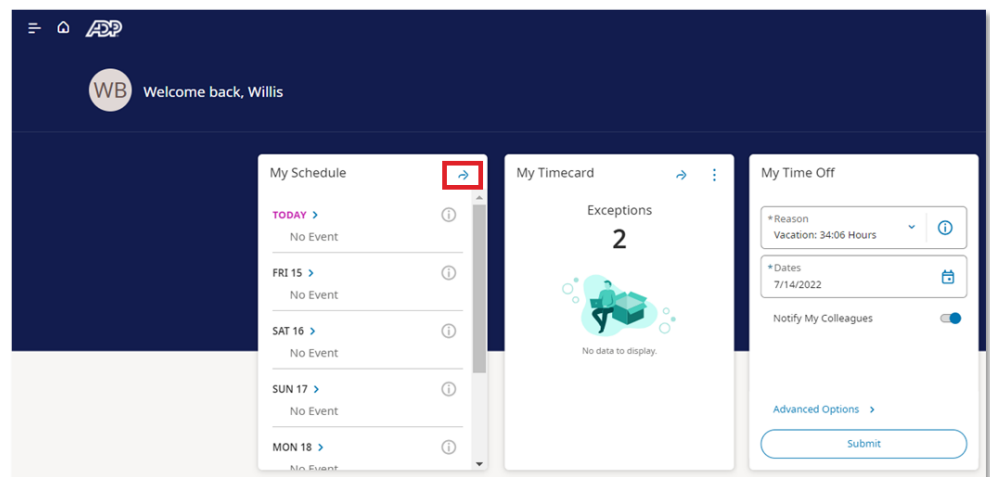 ADP
WB
Welcome back, Willis
My Schedule
TODAY
No Event
FRI 15
No Event
SAT 16
No Event
SUN 17
No Event
MON 18
No Event
My Timecard
Exceptions
2
No data to display.
My Time Off
*Reason
Vacation: 34:06 Hours
*Dates
7/14/2022
Notify My Colleagues
Advanced Options
Submit